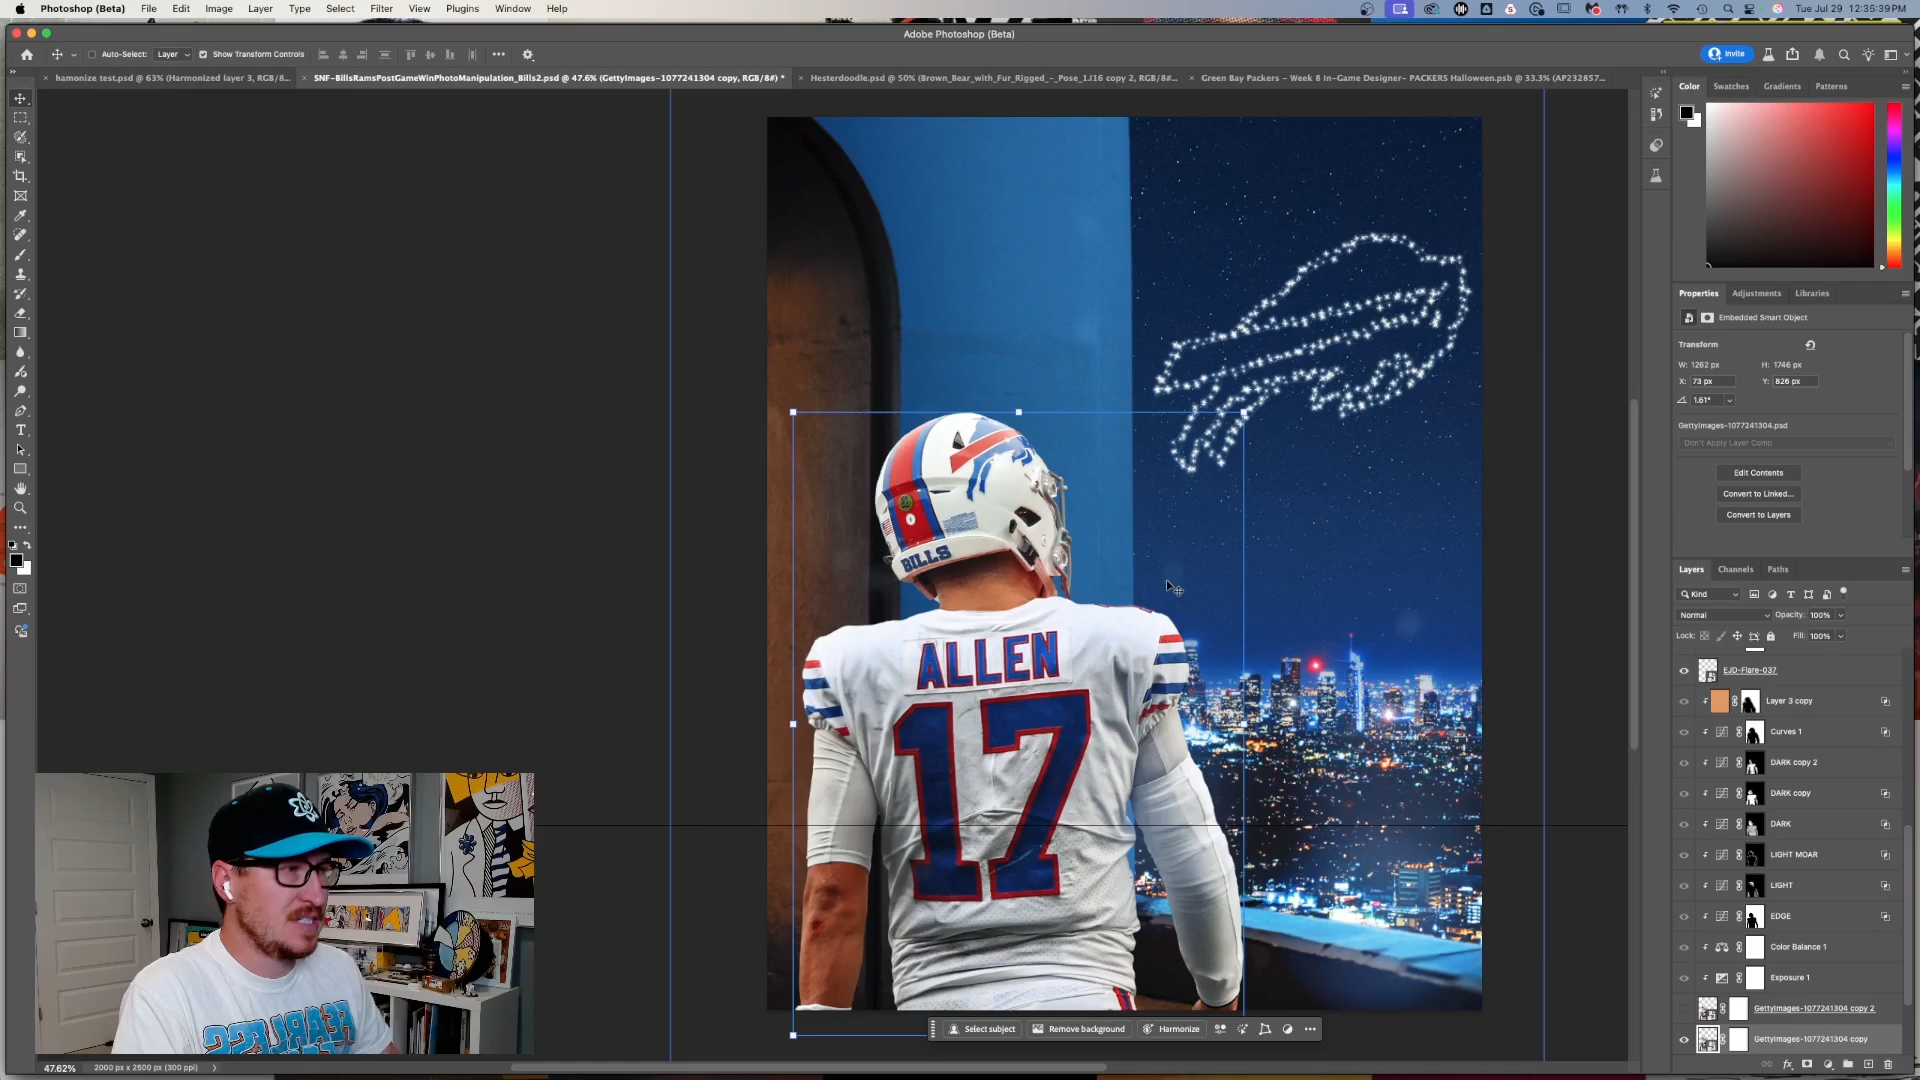 Photoshop (Beta) File Edit Image Layer Type Select Filter View Plugins Window Help
Tue Jul 29 12:35:39 PM
Adobe Photoshop (Beta)
Auto-Select: Layer Show Transform Controls
Invite
hamonize test.psd @ 63% (Harmonized layer 3, RGB/8...
SNF-BillsRamsPostGameWinPhotoManipulation_Bills2.psd @ 47.6% (GettyImages-1077241304 copy, RGB/8#) *
Hesterdoodle.psd @ 50% (Brown_Bear_with_Fur_Rigged_-_Pose_1.l16 copy 2, RGB/8#...
Green Bay Packers - Week 8 In-Game Designer- PACKERS Halloween.psb @ 33.3% (AP232857...
Color Swatches Gradients Patterns
Properties Adjustments Libraries
Embedded Smart Object
Transform
W: 1262 px H: 1746 px
X: 73 px Y: 826 px
1.61°
GettyImages-1077241304.psd
Don't Apply Layer Comp
Edit Contents
Convert to Linked...
Convert to Layers
Layers Channels Paths
Kind
Normal Opacity: 100%
Lock: Fill: 100%
EJD-Flare-037
Layer 3 copy
Curves 1
DARK copy 2
DARK copy
DARK
LIGHT MOAR
LIGHT
EDGE
Color Balance 1
Exposure 1
GettyImages-1077241304 copy 2
GettyImages-1077241304 copy
BILLS
ALLEN
17
Select subject Remove background Harmonize
47.62% 2000 px x 2500 px (300 ppi)